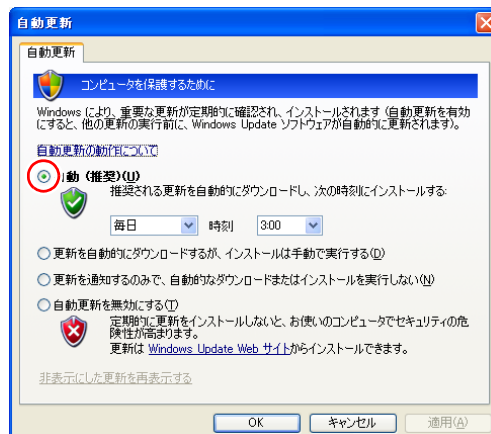 自動更新
自動更新
コンピュータを保護するために
Windows により、重要な更新が定期的に確認され、インストールされます (自動更新を有効
にすると、他の更新の実行前に、Windows Update ソフトウェアが自動的に更新されます)。
自動更新の動作について
動 (推奨)(U)
推奨される更新を自動的にダウンロードし、次の時刻にインストールする:
毎日 時刻 3:00
更新を自動的にダウンロードするが、インストールは手動で実行する(D)
更新を通知するのみで、自動的なダウンロードまたはインストールを実行しない(N)
自動更新を無効にする(T)
定期的に更新をインストールしないと、お使いのコンピュータでセキュリティの危
険性が高まります。
更新は Windows Update Web サイトからインストールできます。
非表示にした更新を再表示する
OK キャンセル 適用(A)